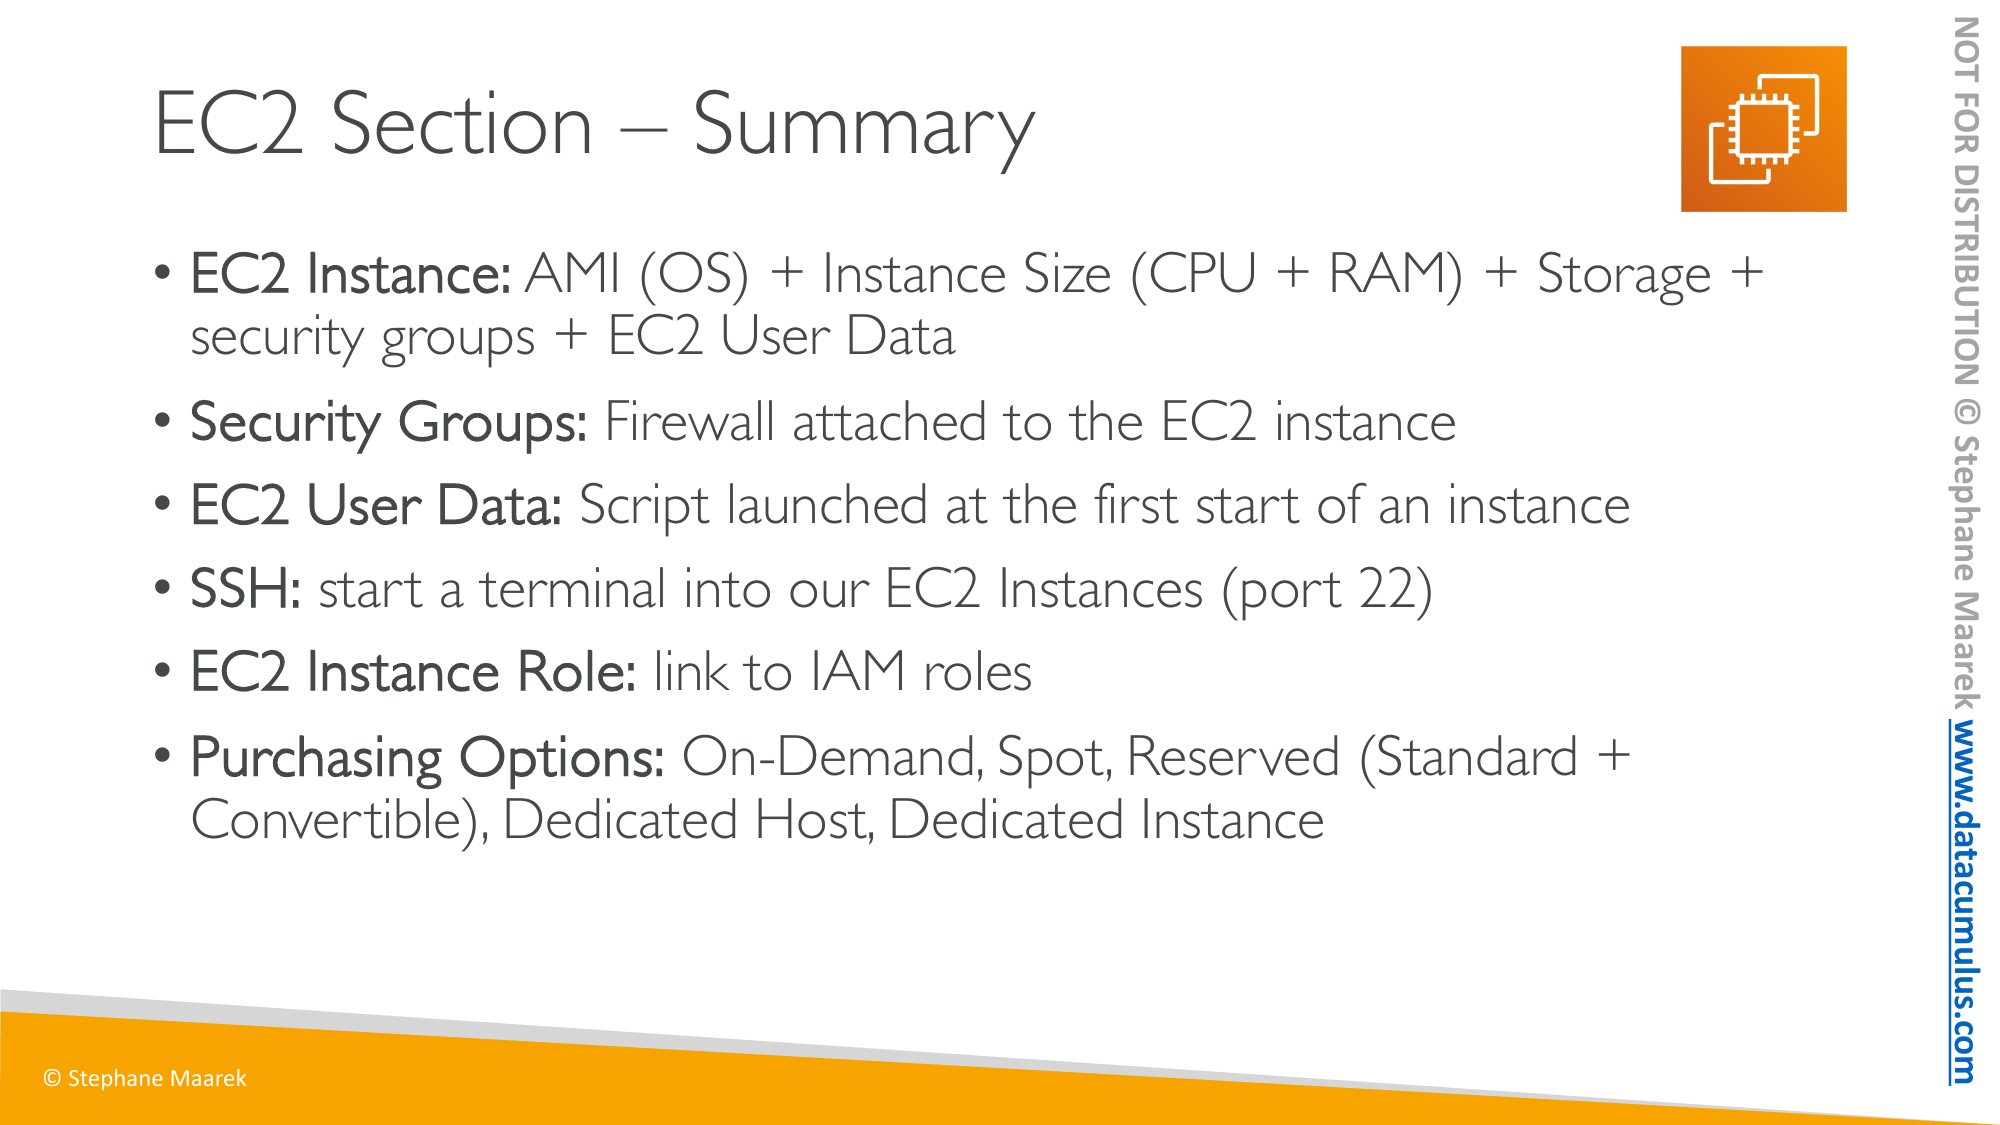 EC2 Section – Summary
• EC2 Instance: AMI (OS) + Instance Size (CPU + RAM) + Storage +
security groups + EC2 User Data
• Security Groups: Firewall attached to the EC2 instance
• EC2 User Data: Script launched at the first start of an instance
• SSH: start a terminal into our EC2 Instances (port 22)
• EC2 Instance Role: link to IAM roles
• Purchasing Options: On-Demand, Spot, Reserved (Standard +
Convertible), Dedicated Host, Dedicated Instance
© Stephane Maarek
NOT FOR DISTRIBUTION © Stephane Maarek www.datacumulus.com